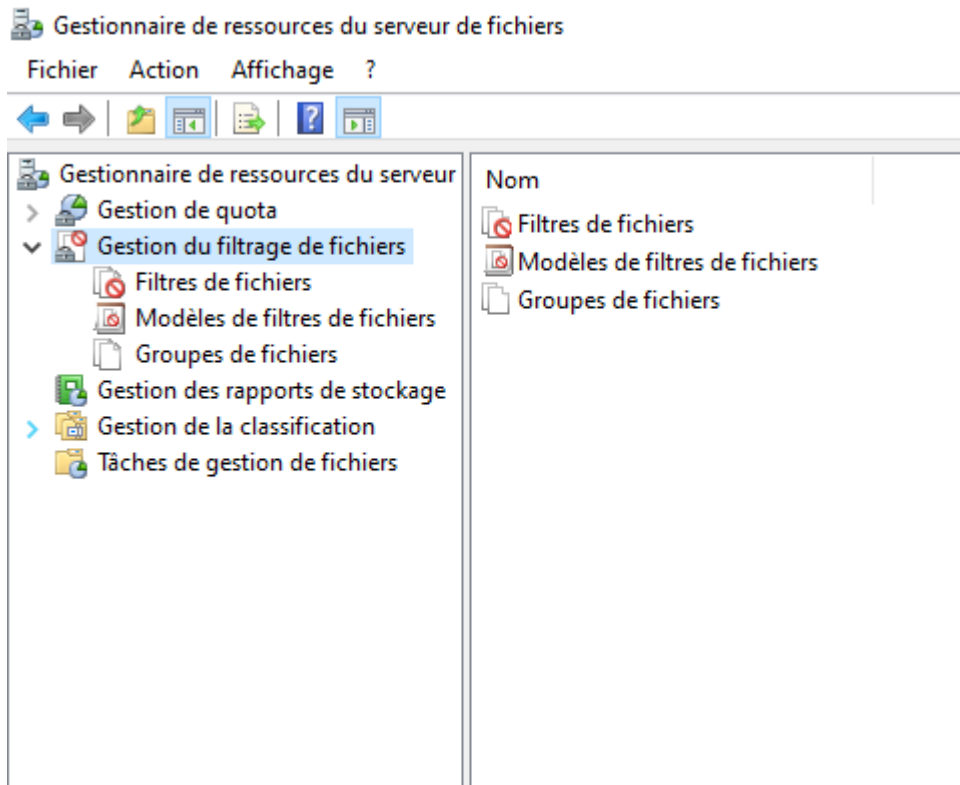 Gestionnaire de ressources du serveur de fichiers
Fichier Action Affichage ?
Gestionnaire de ressources du serveur
Gestion de quota
Gestion du filtrage de fichiers
Filtres de fichiers
Modèles de filtres de fichiers
Groupes de fichiers
Gestion des rapports de stockage
Gestion de la classification
Tâches de gestion de fichiers
Nom
Filtres de fichiers
Modèles de filtres de fichiers
Groupes de fichiers